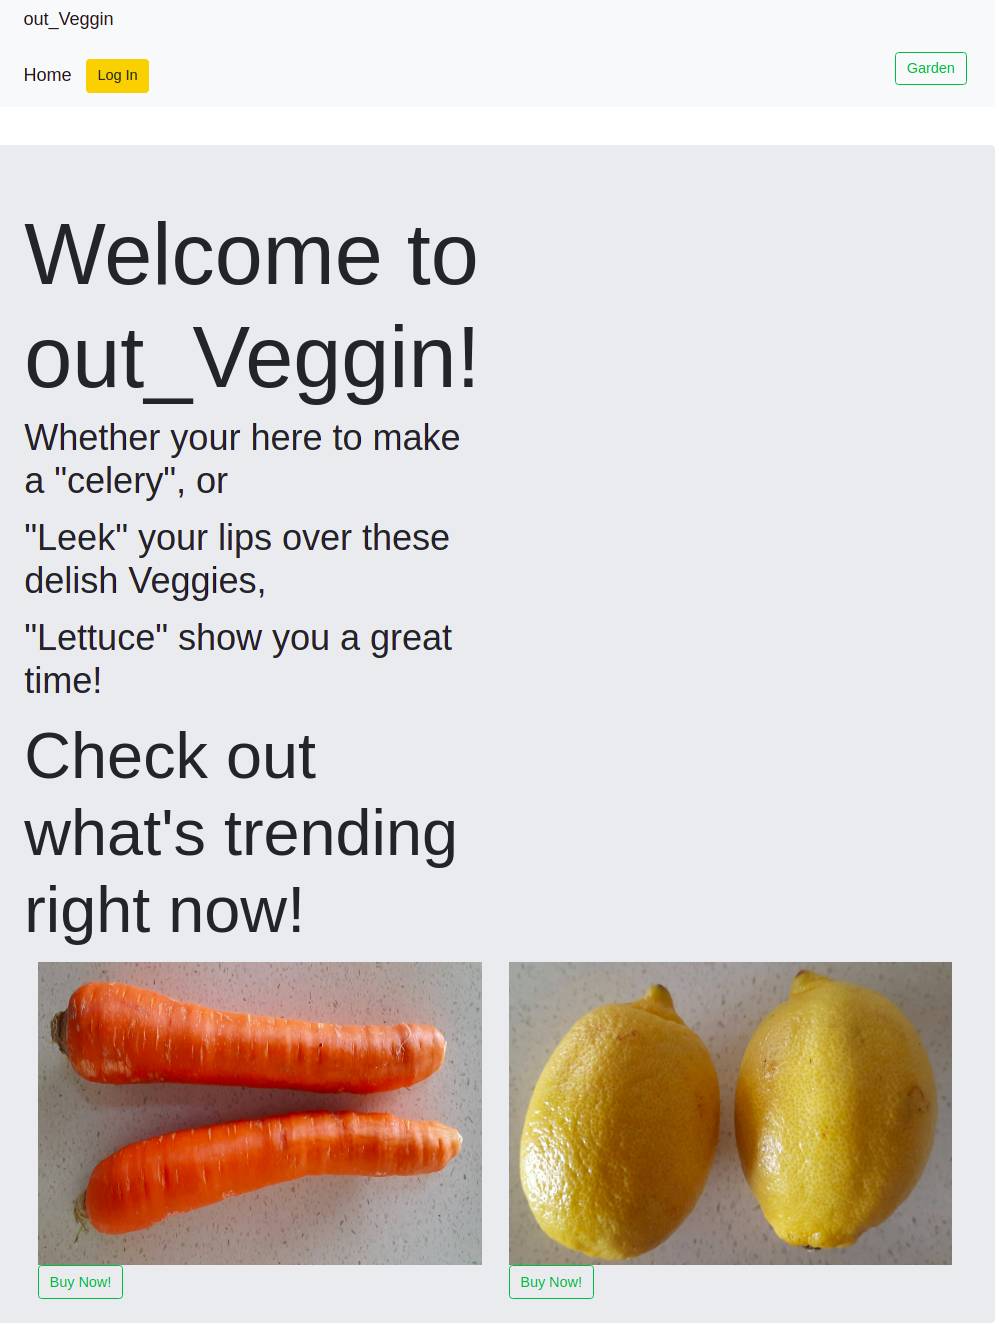 out_Veggin
Home Log In Garden
Welcome to
out_Veggin!
Whether your here to make
a "celery", or
"Leek" your lips over these
delish Veggies,
"Lettuce" show you a great
time!
Check out
what's trending
right now!
Buy Now! Buy Now!